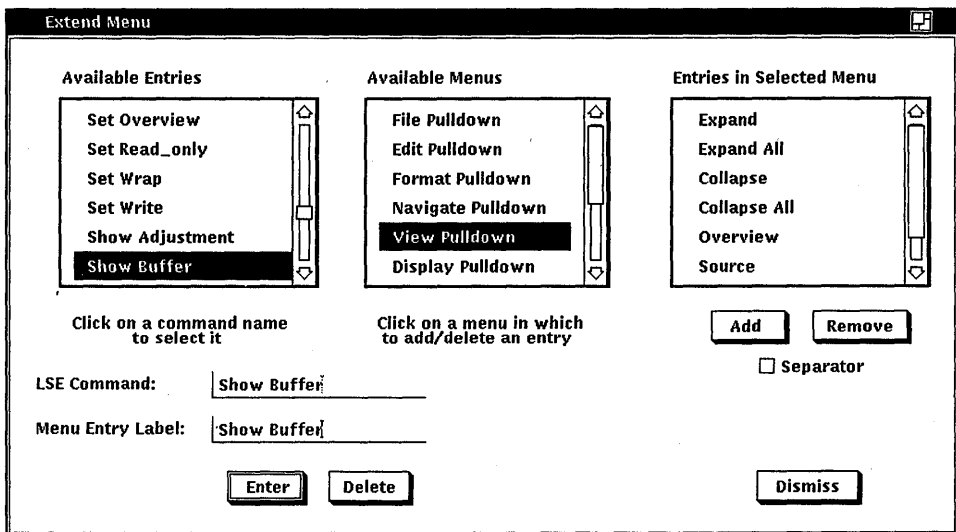 Extend Menu
Available Entries
Set Overview
Set Read_only
Set Wrap
Set Write
Show Adjustment
Show Buffer
Click on a command name
to select it
Available Menus
File Pulldown
Edit Pulldown
Format Pulldown
Navigate Pulldown
View Pulldown
Display Pulldown
Click on a menu in which
to add/delete an entry
Entries in Selected Menu
Expand
Expand All
Collapse
Collapse All
Overview
Source
Add Remove
Separator
LSE Command: Show Buffer
Menu Entry Label: Show Buffer
Enter Delete Dismiss